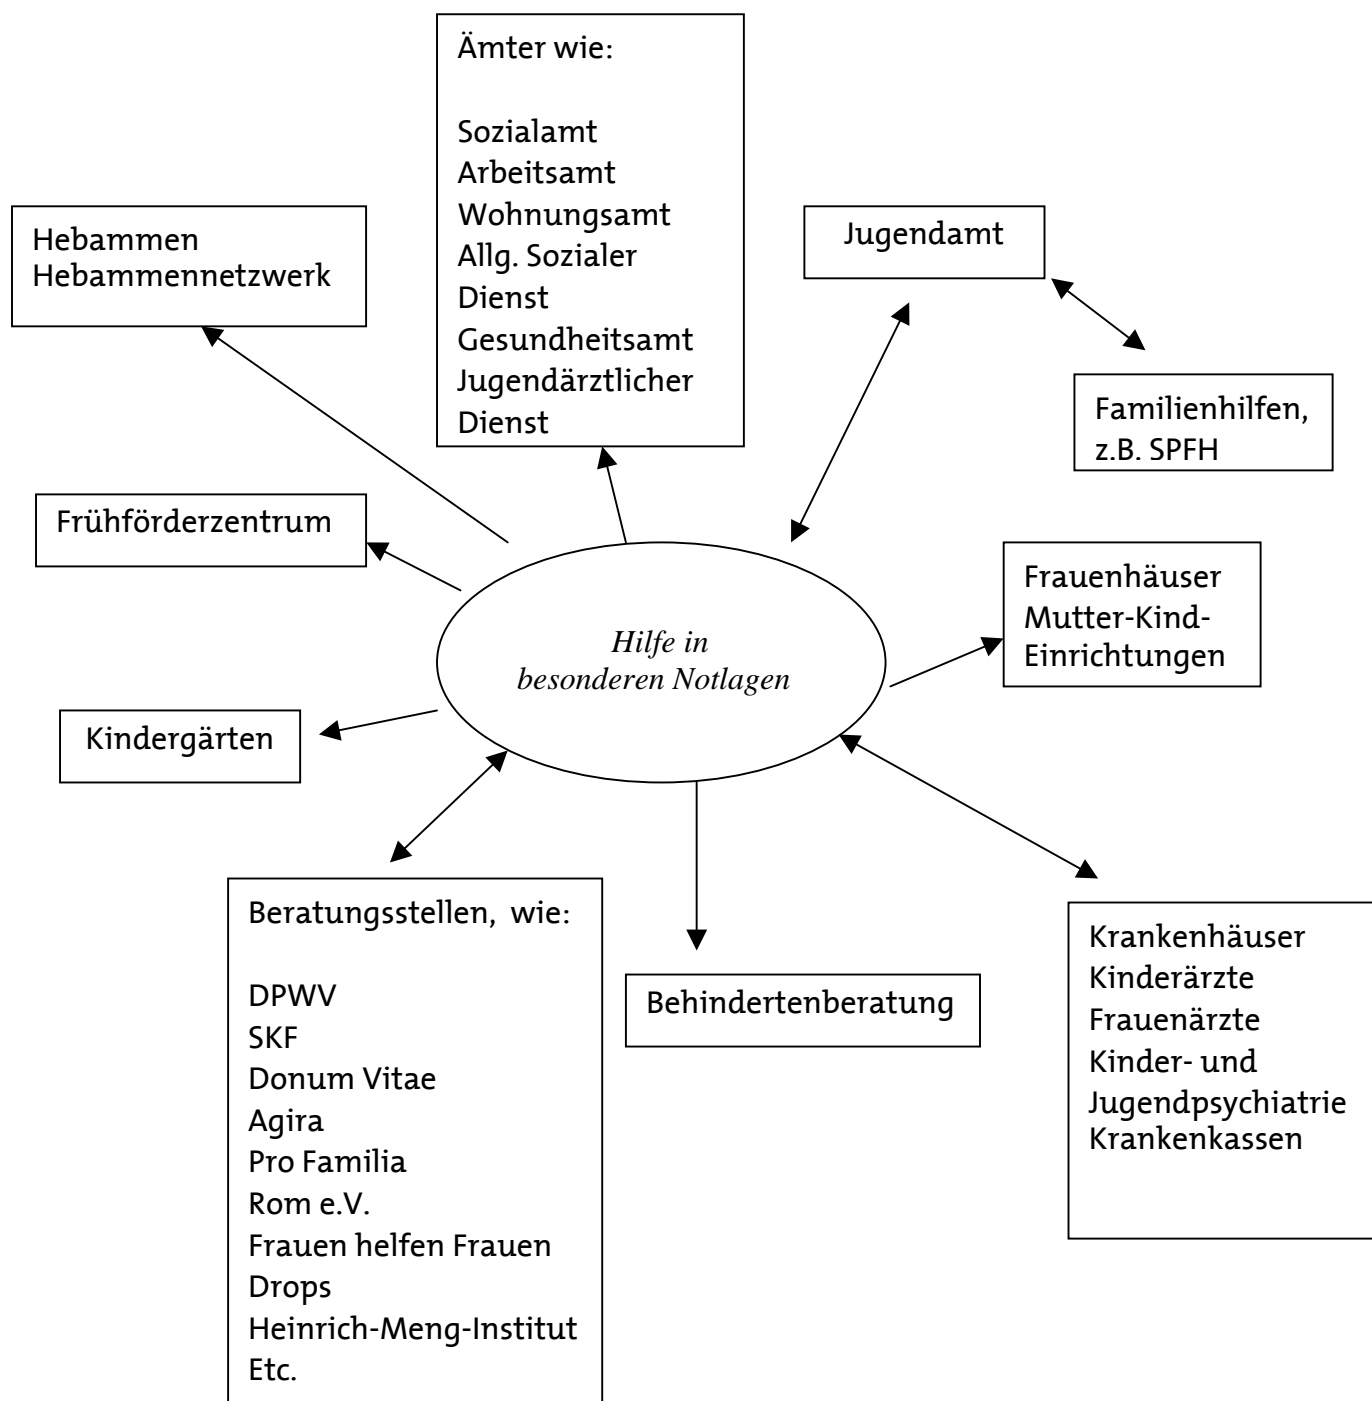 Ämter wie:
Sozialamt
Arbeitsamt
Wohnungsamt
Allg. Sozialer
Dienst
Gesundheitsamt
Jugendärztlicher
Dienst
Hebammen
Hebammennetzwerk
Jugendamt
Familienhilfen,
z.B. SPFH
Frühförderzentrum
Frauenhäuser
Mutter-Kind-
Einrichtungen
Hilfe in
besonderen Notlagen
Kindergärten
Beratungsstellen, wie:
DPWV
SKF
Donum Vitae
Agira
Pro Familia
Rom e.V.
Frauen helfen Frauen
Drops
Heinrich-Meng-Institut
Etc.
Behindertenberatung
Krankenhäuser
Kinderärzte
Frauenärzte
Kinder- und
Jugendpsychiatrie
Krankenkassen